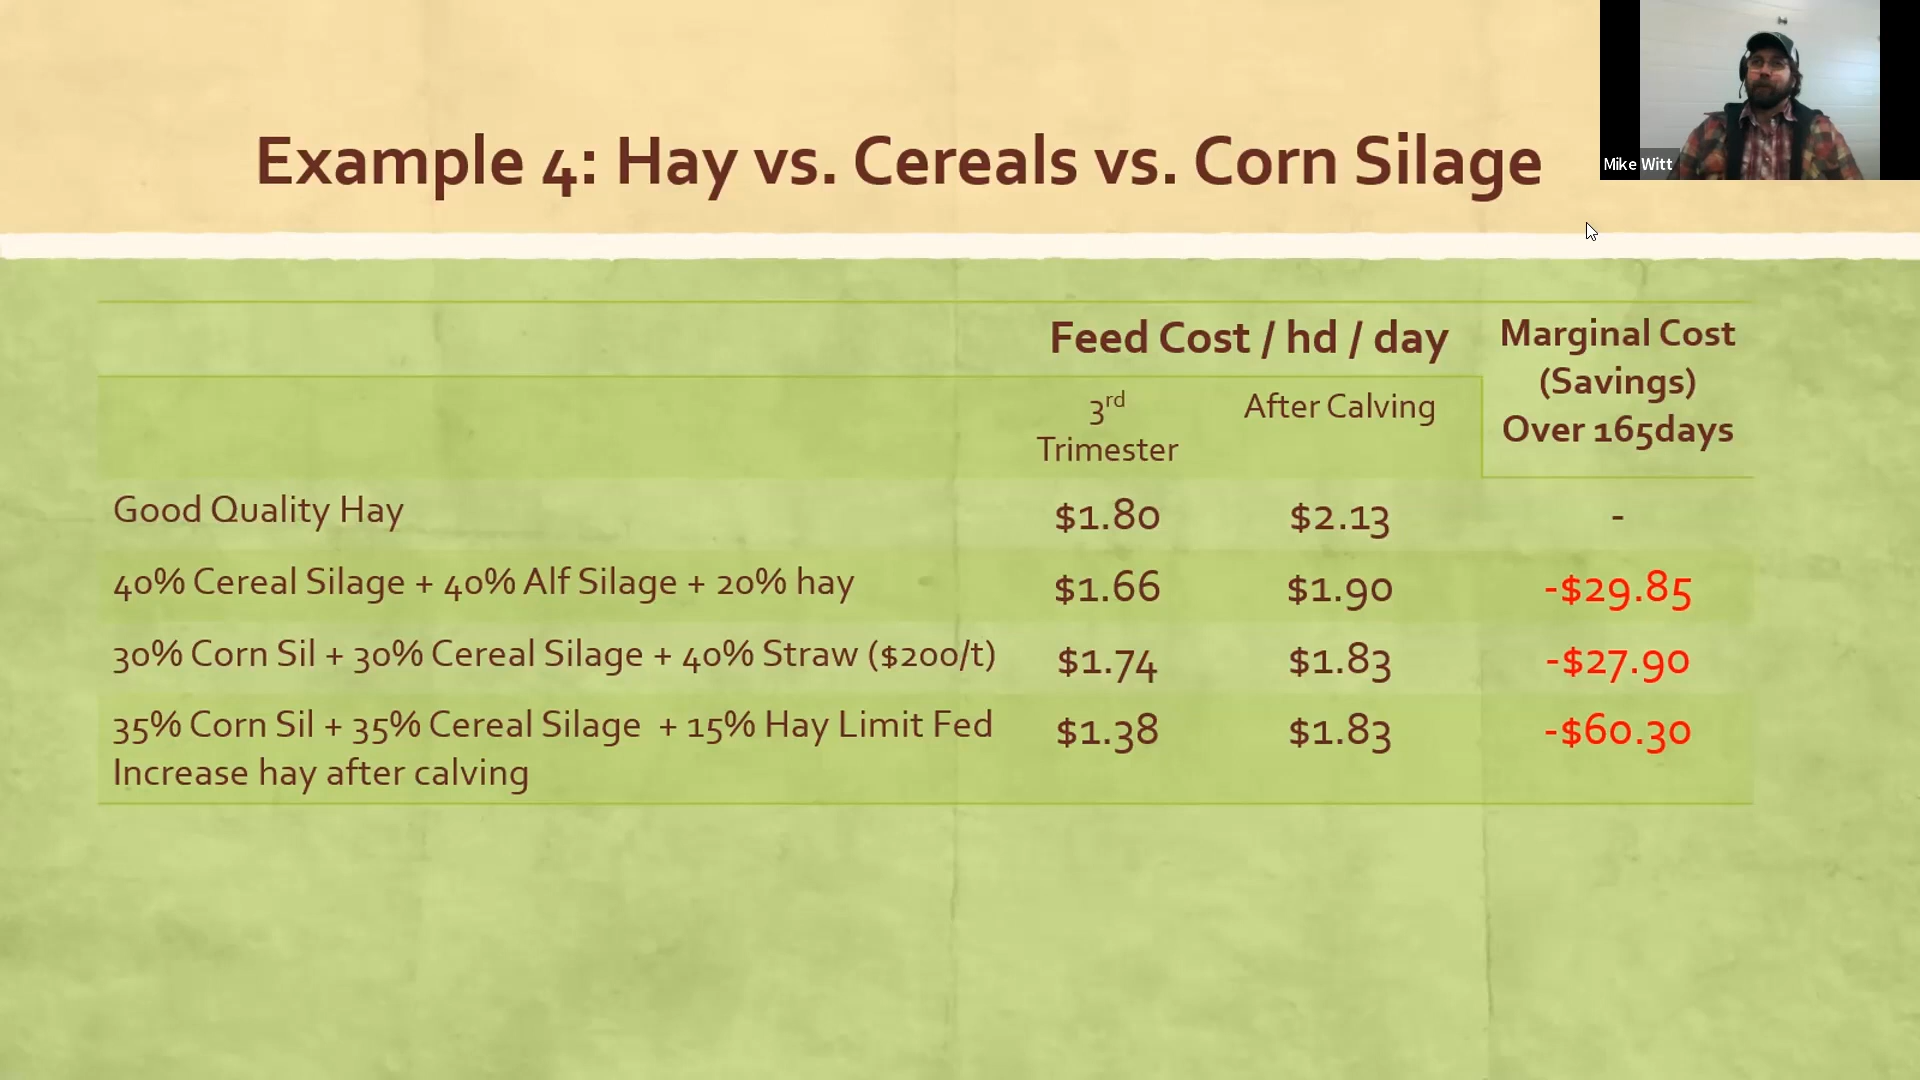 Mike Witt
Example 4: Hay vs. Cereals vs. Corn Silage
Feed Cost / hd / day
Marginal Cost
(Savings)
Over 165days
3rd
Trimester
After Calving
Good Quality Hay $1.80 $2.13 -
40% Cereal Silage + 40% Alf Silage + 20% hay $1.66 $1.90 -$29.85
30% Corn Sil + 30% Cereal Silage + 40% Straw ($200/t) $1.74 $1.83 -$27.90
35% Corn Sil + 35% Cereal Silage + 15% Hay Limit Fed $1.38 $1.83 -$60.30
Increase hay after calving